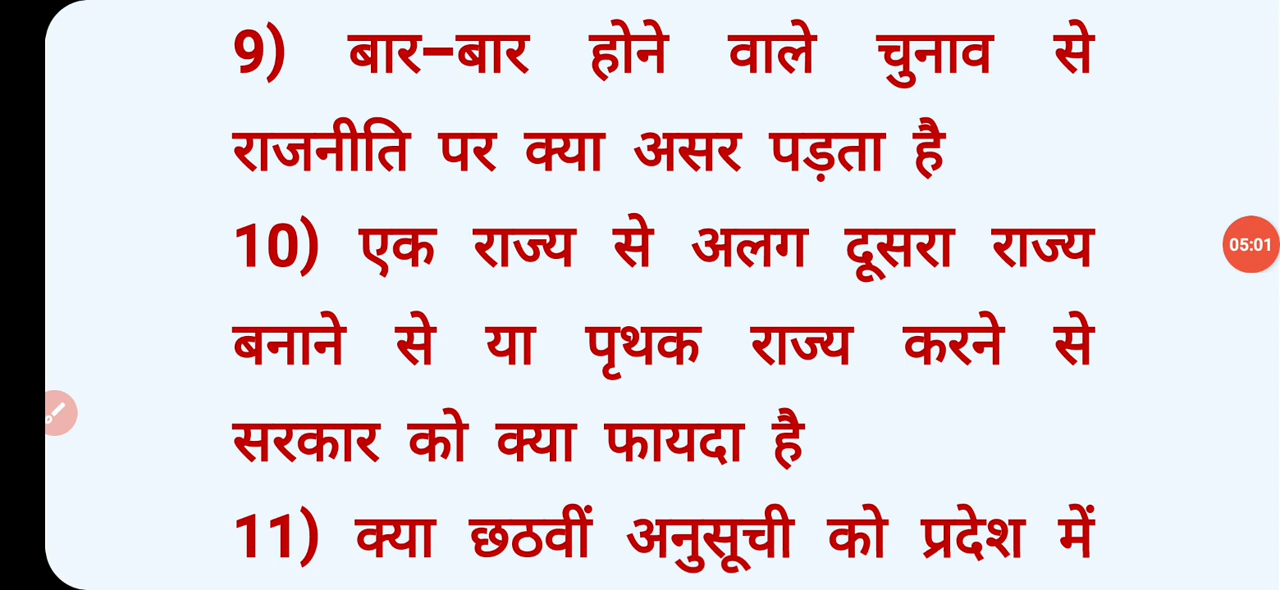 9) बार–बार होने वाले चुनाव से
राजनीति पर क्या असर पड़ता है
10) एक राज्य से अलग दूसरा राज्य
बनाने से या पृथक राज्य करने से
सरकार को क्या फायदा है
11) क्या छठवीं अनुसूची को प्रदेश में
05:01